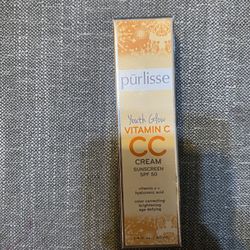 pürlisse
Youth Glow
VITAMIN C
CC
CREAM
SUNSCREEN
SPF 50
vitamin c +
hyaluronic acid
color correcting
brightening
age-defying